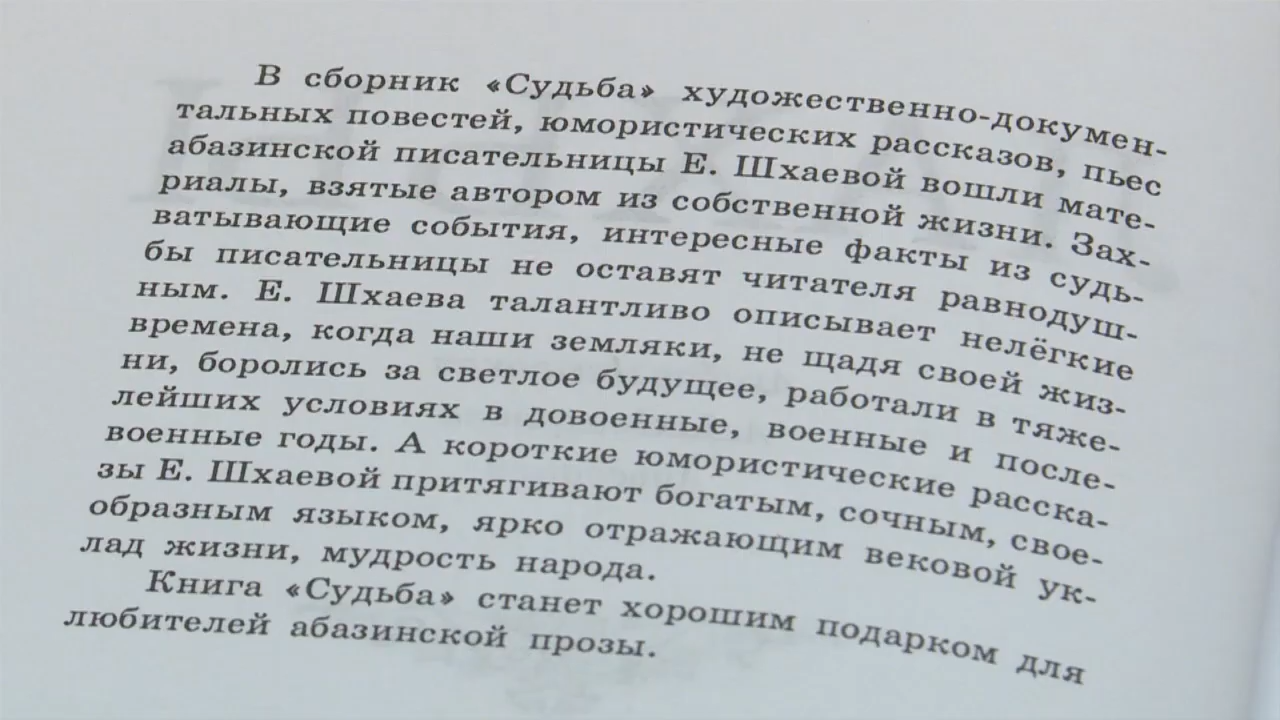 В сборник «Судьба» художественно-докумен-
тальных повестей, юмористических рассказов, пьес
абазинской писательницы Е. Шхаевой вошли мате-
риалы, взятые автором из собственной жизни. Зах-
ватывающие события, интересные факты из судь-
бы писательницы не оставят читателя равнодуш-
ным. Е. Шхаева талантливо описывает нелёгкие
времена, когда наши земляки, не щадя своей жиз-
ни, боролись за светлое будущее, работали в тяже-
лейших условиях в довоенные, военные и после-
военные годы. А короткие юмористические расска-
зы Е. Шхаевой притягивают богатым, сочным, свое-
образным языком, ярко отражающим вековой ук-
лад жизни, мудрость народа.
Книга «Судьба» станет хорошим подарком для
любителей абазинской прозы.